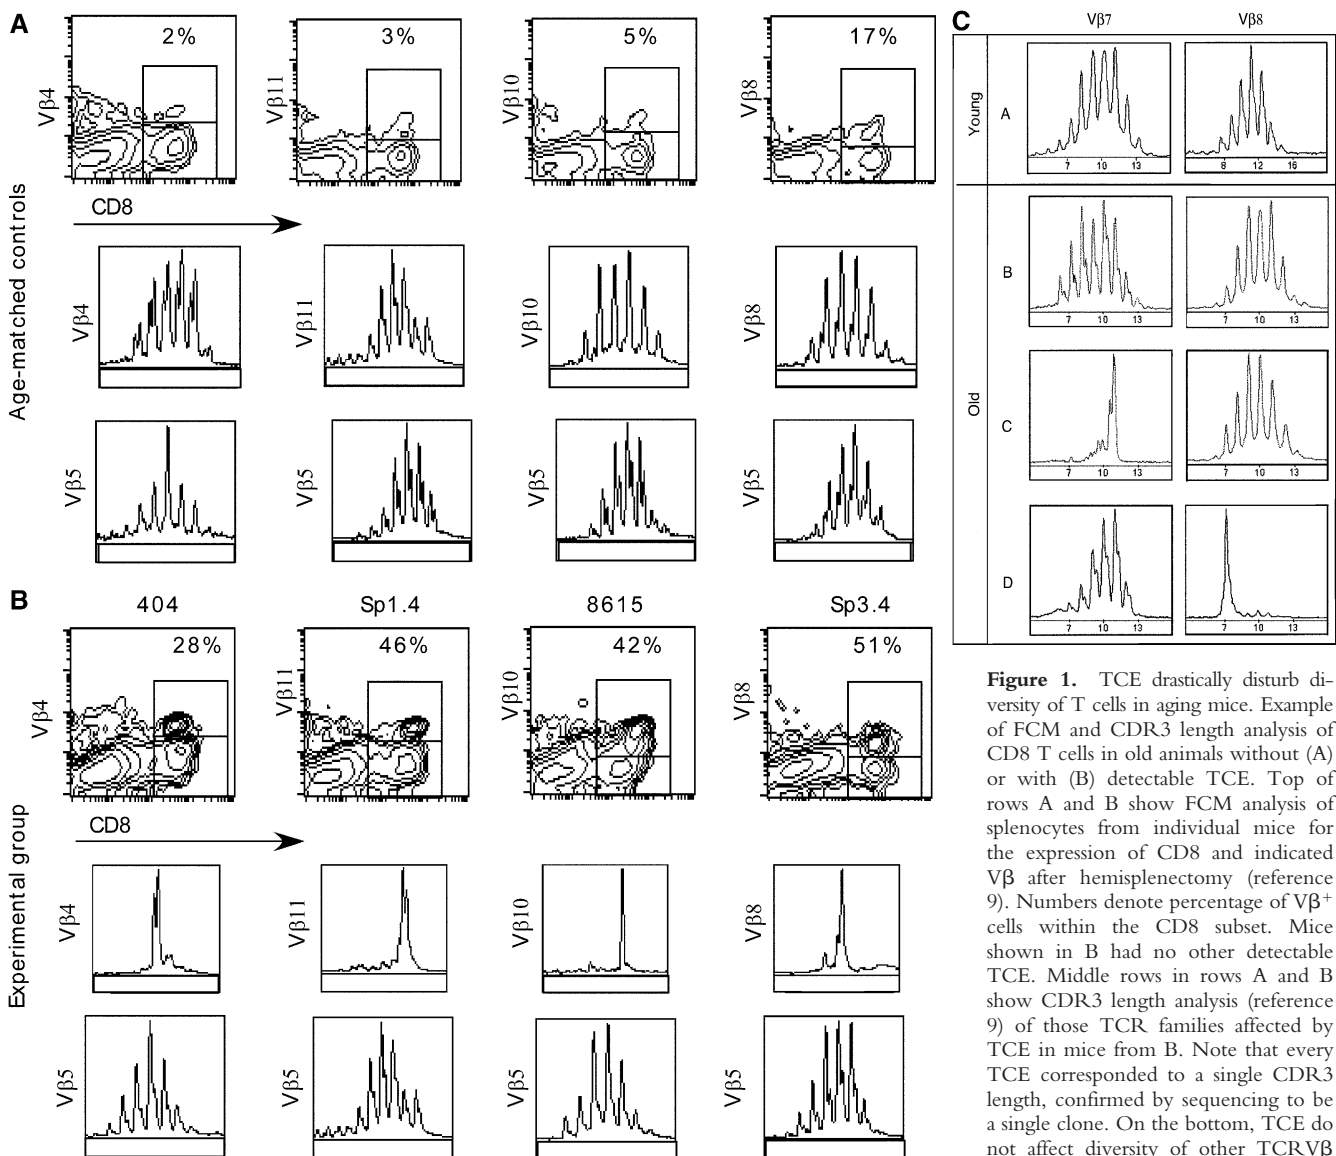 A
2%
3%
5%
17%
Vβ4
Vβ11
Vβ10
Vβ8
CD8
Age-matched controls
Vβ4
Vβ11
Vβ10
Vβ8
Vβ5
Vβ5
Vβ5
Vβ5
B
404
Sp1.4
8615
Sp3.4
28%
46%
42%
51%
Vβ4
Vβ11
Vβ10
Vβ8
CD8
Experimental group
Vβ4
Vβ11
Vβ10
Vβ8
Vβ5
Vβ5
Vβ5
Vβ5
C
Vβ7
Vβ8
Young
A
7 10 13
8 12 16
Old
B
7 10 13
7 10 13
C
7 10 13
7 10 13
D
7 10 13
7 10 13
Figure 1. TCE drastically disturb di-
versity of T cells in aging mice. Example
of FCM and CDR3 length analysis of
CD8 T cells in old animals without (A)
or with (B) detectable TCE. Top of
rows A and B show FCM analysis of
splenocytes from individual mice for
the expression of CD8 and indicated
Vβ after hemisplenectomy (reference
9). Numbers denote percentage of Vβ⁺
cells within the CD8 subset. Mice
shown in B had no other detectable
TCE. Middle rows in rows A and B
show CDR3 length analysis (reference
9) of those TCR families affected by
TCE in mice from B. Note that every
TCE corresponded to a single CDR3
length, confirmed by sequencing to be
a single clone. On the bottom, TCE do
not affect diversity of other TCRVβ